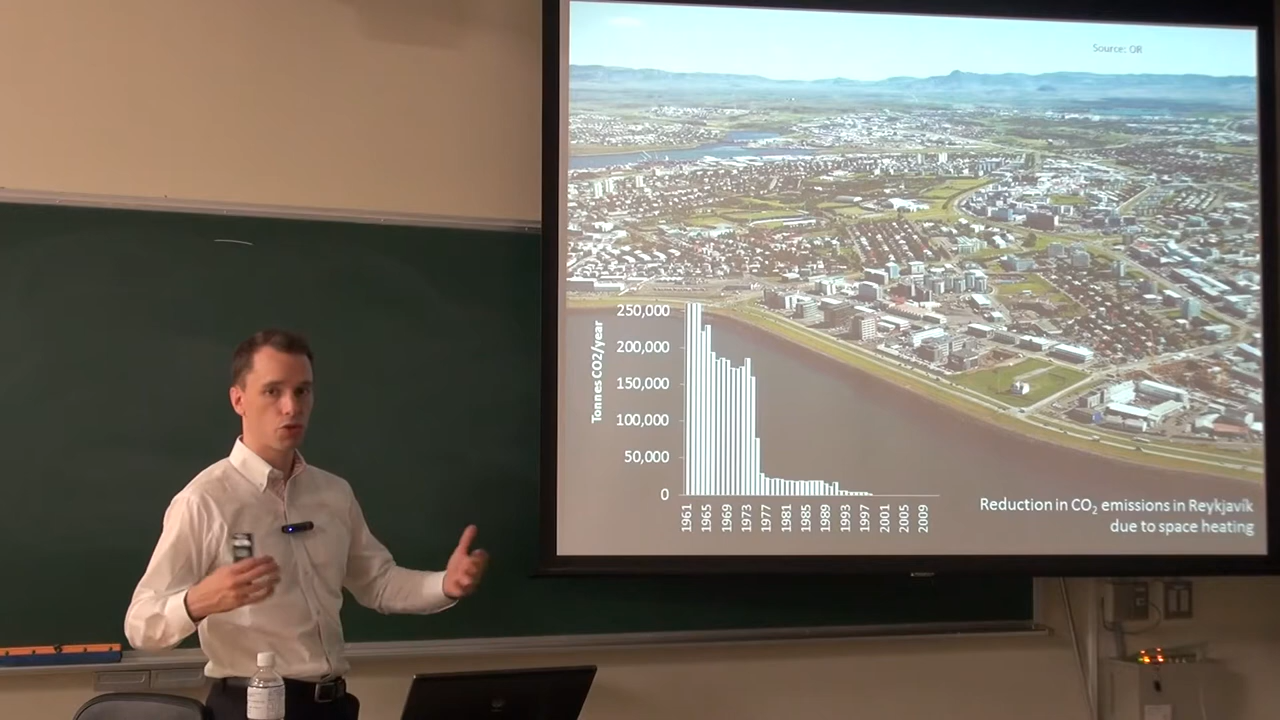 Source: OR
Tonnes CO2/year
250,000
200,000
150,000
100,000
50,000
0
1961 1965 1969 1973 1977 1981 1985 1989 1993 1997 2001 2005 2009
Reduction in CO₂ emissions in Reykjavík
due to space heating